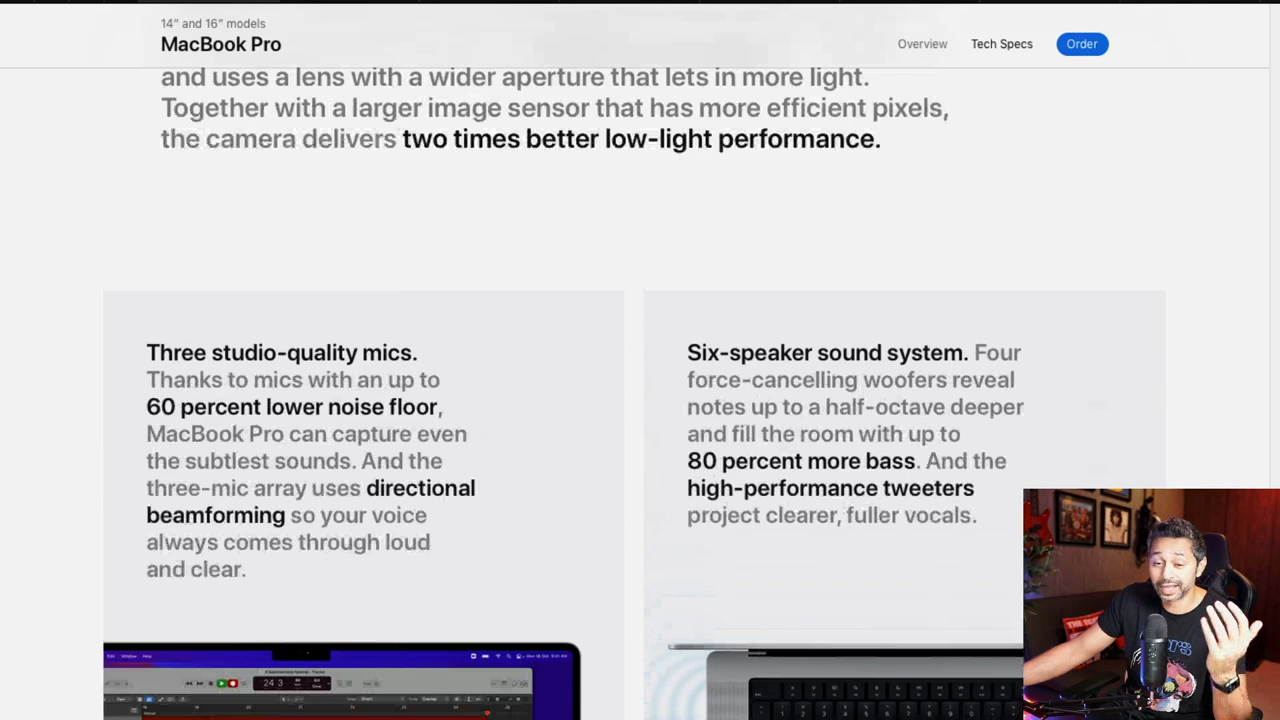 14” and 16” models
MacBook Pro
Overview
Tech Specs
Order
and uses a lens with a wider aperture that lets in more light.
Together with a larger image sensor that has more efficient pixels,
the camera delivers two times better low-light performance.
Three studio-quality mics.
Thanks to mics with an up to
60 percent lower noise floor,
MacBook Pro can capture even
the subtlest sounds. And the
three-mic array uses directional
beamforming so your voice
always comes through loud
and clear.
Six-speaker sound system. Four
force-cancelling woofers reveal
notes up to a half-octave deeper
and fill the room with up to
80 percent more bass. And the
high-performance tweeters
project clearer, fuller vocals.
Window Help
24 3